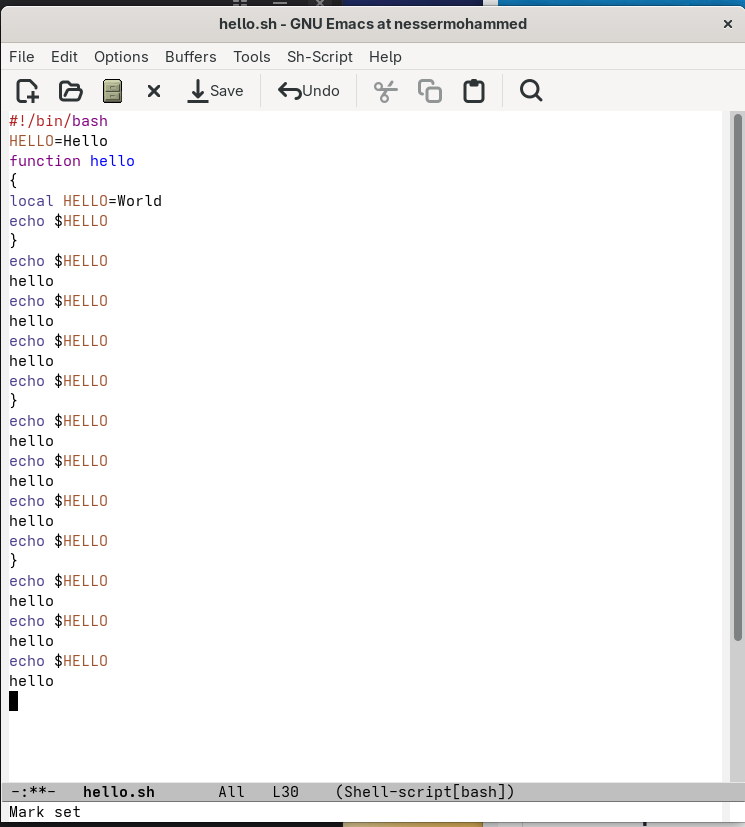 hello.sh - GNU Emacs at nessermohammed
File Edit Options Buffers Tools Sh-Script Help
Save Undo
#!/bin/bash
HELLO=Hello
function hello
{
local HELLO=World
echo $HELLO
}
echo $HELLO
hello
echo $HELLO
hello
echo $HELLO
hello
echo $HELLO
}
echo $HELLO
hello
echo $HELLO
hello
echo $HELLO
hello
echo $HELLO
}
echo $HELLO
hello
echo $HELLO
hello
echo $HELLO
hello
-:**- hello.sh All L30 (Shell-script[bash])
Mark set